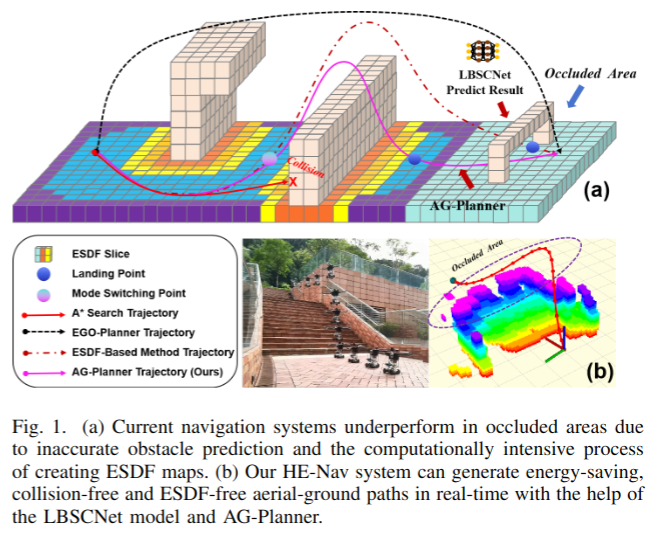 LBSCNet
Predict Result
Occluded Area
Collision
X
AG-Planner
(a)
ESDF Slice
Landing Point
Mode Switching Point
A* Search Trajectory
EGO-Planner Trajectory
ESDF-Based Method Trajectory
AG-Planner Trajectory (Ours)
Occluded Area
(b)
Fig. 1. (a) Current navigation systems underperform in occluded areas due
to inaccurate obstacle prediction and the computationally intensive process
of creating ESDF maps. (b) Our HE-Nav system can generate energy-saving,
collision-free and ESDF-free aerial-ground paths in real-time with the help of
the LBSCNet model and AG-Planner.